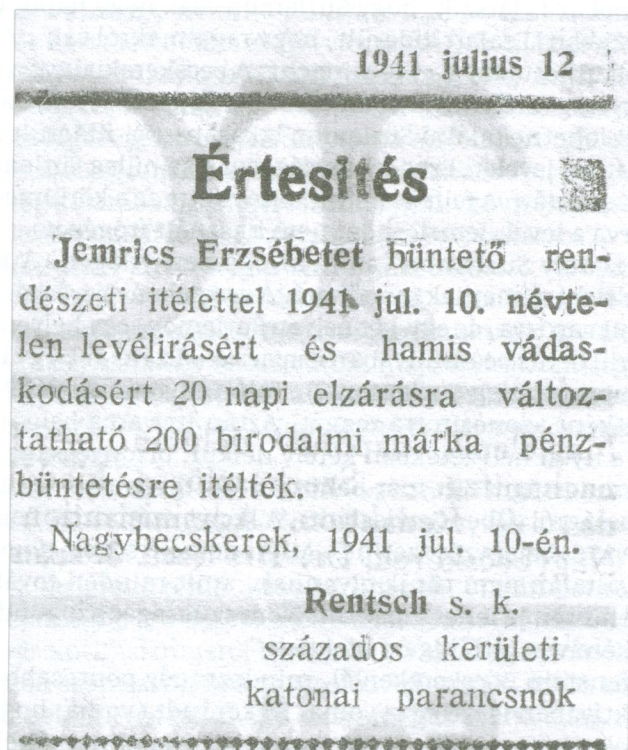 1941 julius 12
Értesítés
Jemrics Erzsébetet büntető ren-
dészeti itélettel 1941 jul. 10. névte-
len levélirásért és hamis vádas-
kodásért 20 napi elzárásra változ-
tatható 200 birodalmi márka pénz-
büntetésre itélték.
Nagybecskerek, 1941 jul. 10-én.
Rentsch s. k.
százados kerületi
katonai parancsnok